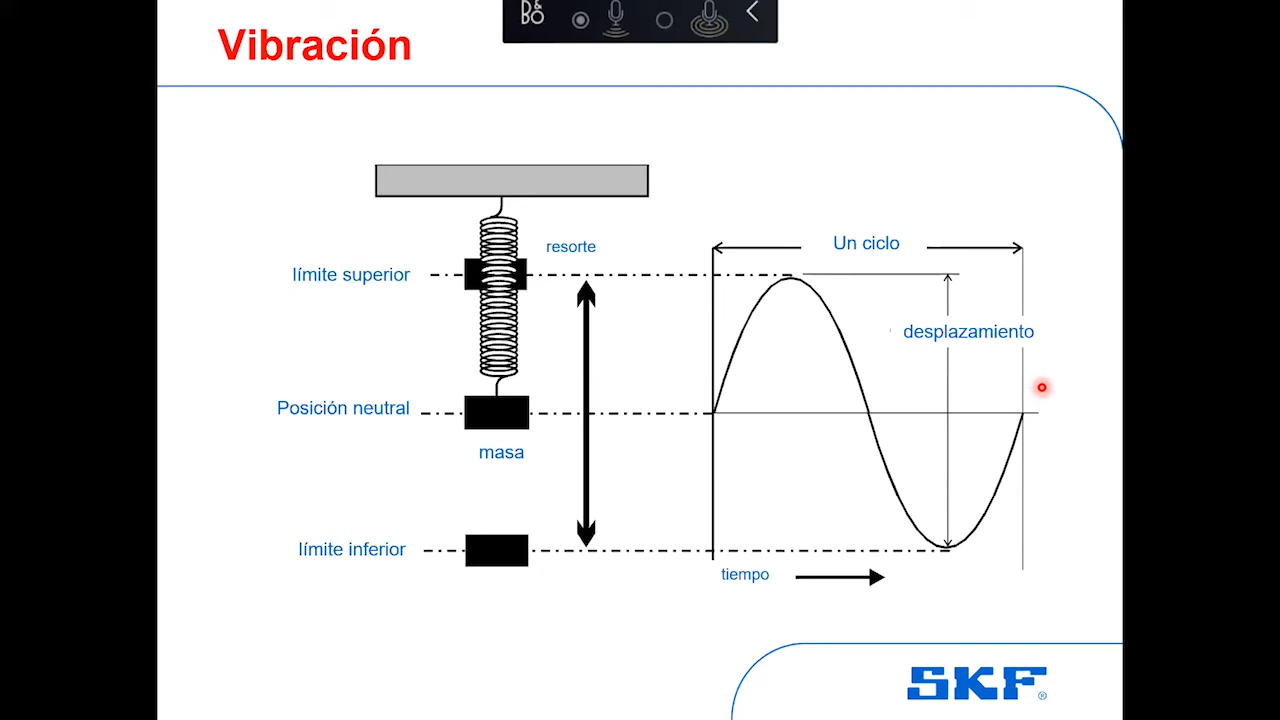 B&O
Vibración
resorte
Un ciclo
límite superior
desplazamiento
Posición neutral
masa
límite inferior
tiempo
SKF®